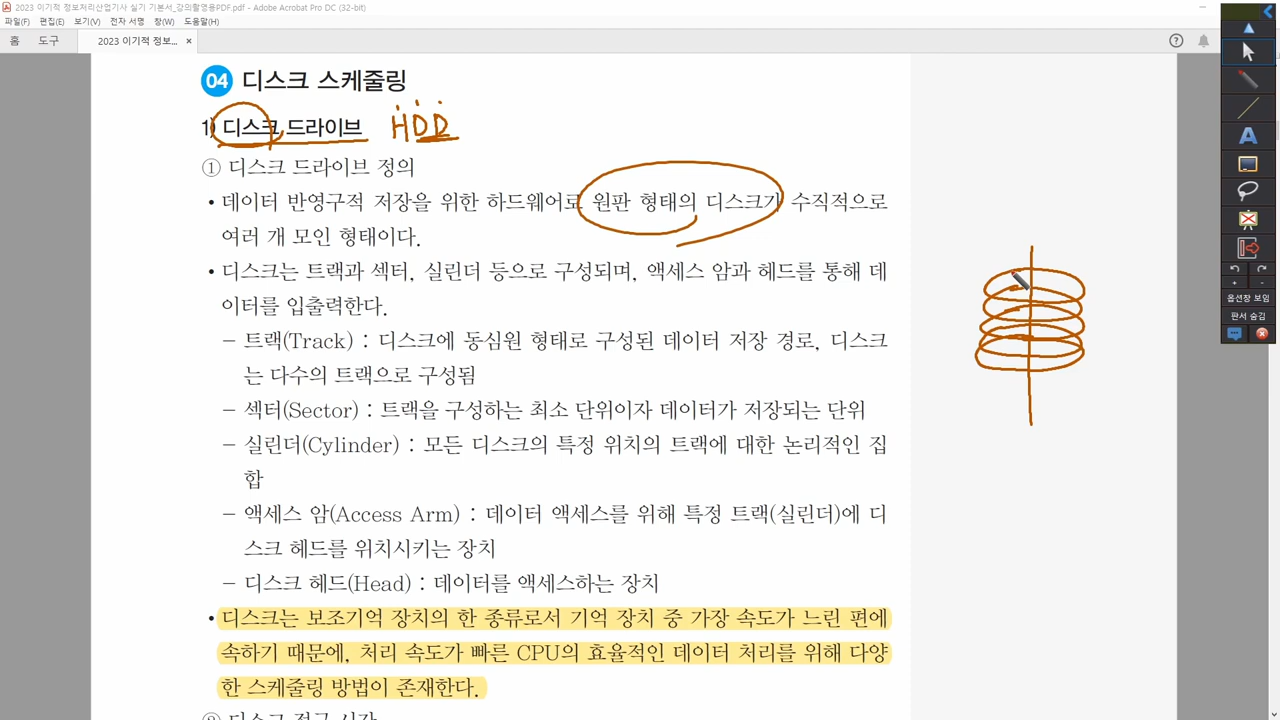 2023 이기적 정보처리산업기사 실기 기본서_강의촬영용PDF.pdf - Adobe Acrobat Pro DC (32-bit)
파일(F) 편집(E) 보기(V) 전자 서명 창(W) 도움말(H)
홈 도구 2023 이기적 정보... ×
04 디스크 스케줄링
1) 디스크 드라이브 HDD
① 디스크 드라이브 정의
• 데이터 반영구적 저장을 위한 하드웨어로 원판 형태의 디스크가 수직적으로
여러 개 모인 형태이다.
• 디스크는 트랙과 섹터, 실린더 등으로 구성되며, 액세스 암과 헤드를 통해 데
이터를 입출력한다.
– 트랙(Track) : 디스크에 동심원 형태로 구성된 데이터 저장 경로, 디스크
는 다수의 트랙으로 구성됨
– 섹터(Sector) : 트랙을 구성하는 최소 단위이자 데이터가 저장되는 단위
– 실린더(Cylinder) : 모든 디스크의 특정 위치의 트랙에 대한 논리적인 집
합
– 액세스 암(Access Arm) : 데이터 액세스를 위해 특정 트랙(실린더)에 디
스크 헤드를 위치시키는 장치
– 디스크 헤드(Head) : 데이터를 액세스하는 장치
• 디스크는 보조기억 장치의 한 종류로서 기억 장치 중 가장 속도가 느린 편에
속하기 때문에, 처리 속도가 빠른 CPU의 효율적인 데이터 처리를 위해 다양
한 스케줄링 방법이 존재한다.
② 디스크 접근 시간
A
옵션창 보임
판서 숨김